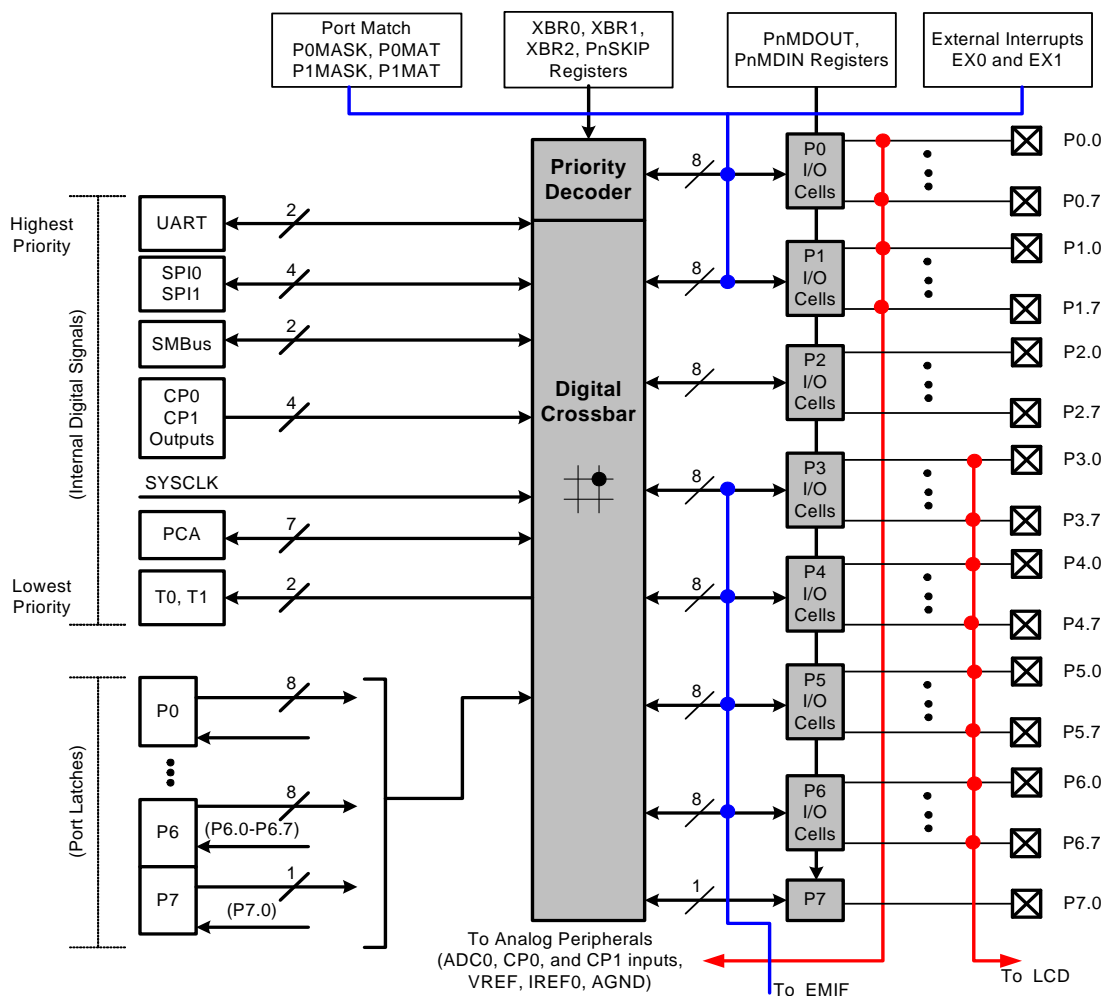 Port Match
P0MASK, P0MAT
P1MASK, P1MAT
XBR0, XBR1,
XBR2, PnSKIP
Registers
PnMDOUT,
PnMDIN Registers
External Interrupts
EX0 and EX1
Highest
Priority
(Internal Digital Signals)
Lowest
Priority
UART
2
SPI0
SPI1
4
SMBus
2
CP0
CP1
Outputs
4
SYSCLK
PCA
7
T0, T1
2
(Port Latches)
P0
8
P6
8
(P6.0-P6.7)
P7
1
(P7.0)
Priority
Decoder
Digital
Crossbar
8
P0
I/O
Cells
P0.0
P0.7
8
P1
I/O
Cells
P1.0
P1.7
8
P2
I/O
Cells
P2.0
P2.7
8
P3
I/O
Cells
P3.0
P3.7
8
P4
I/O
Cells
P4.0
P4.7
8
P5
I/O
Cells
P5.0
P5.7
8
P6
I/O
Cells
P6.0
P6.7
1
P7
P7.0
To Analog Peripherals
(ADC0, CP0, and CP1 inputs,
VREF, IREF0, AGND)
To EMIF
To LCD